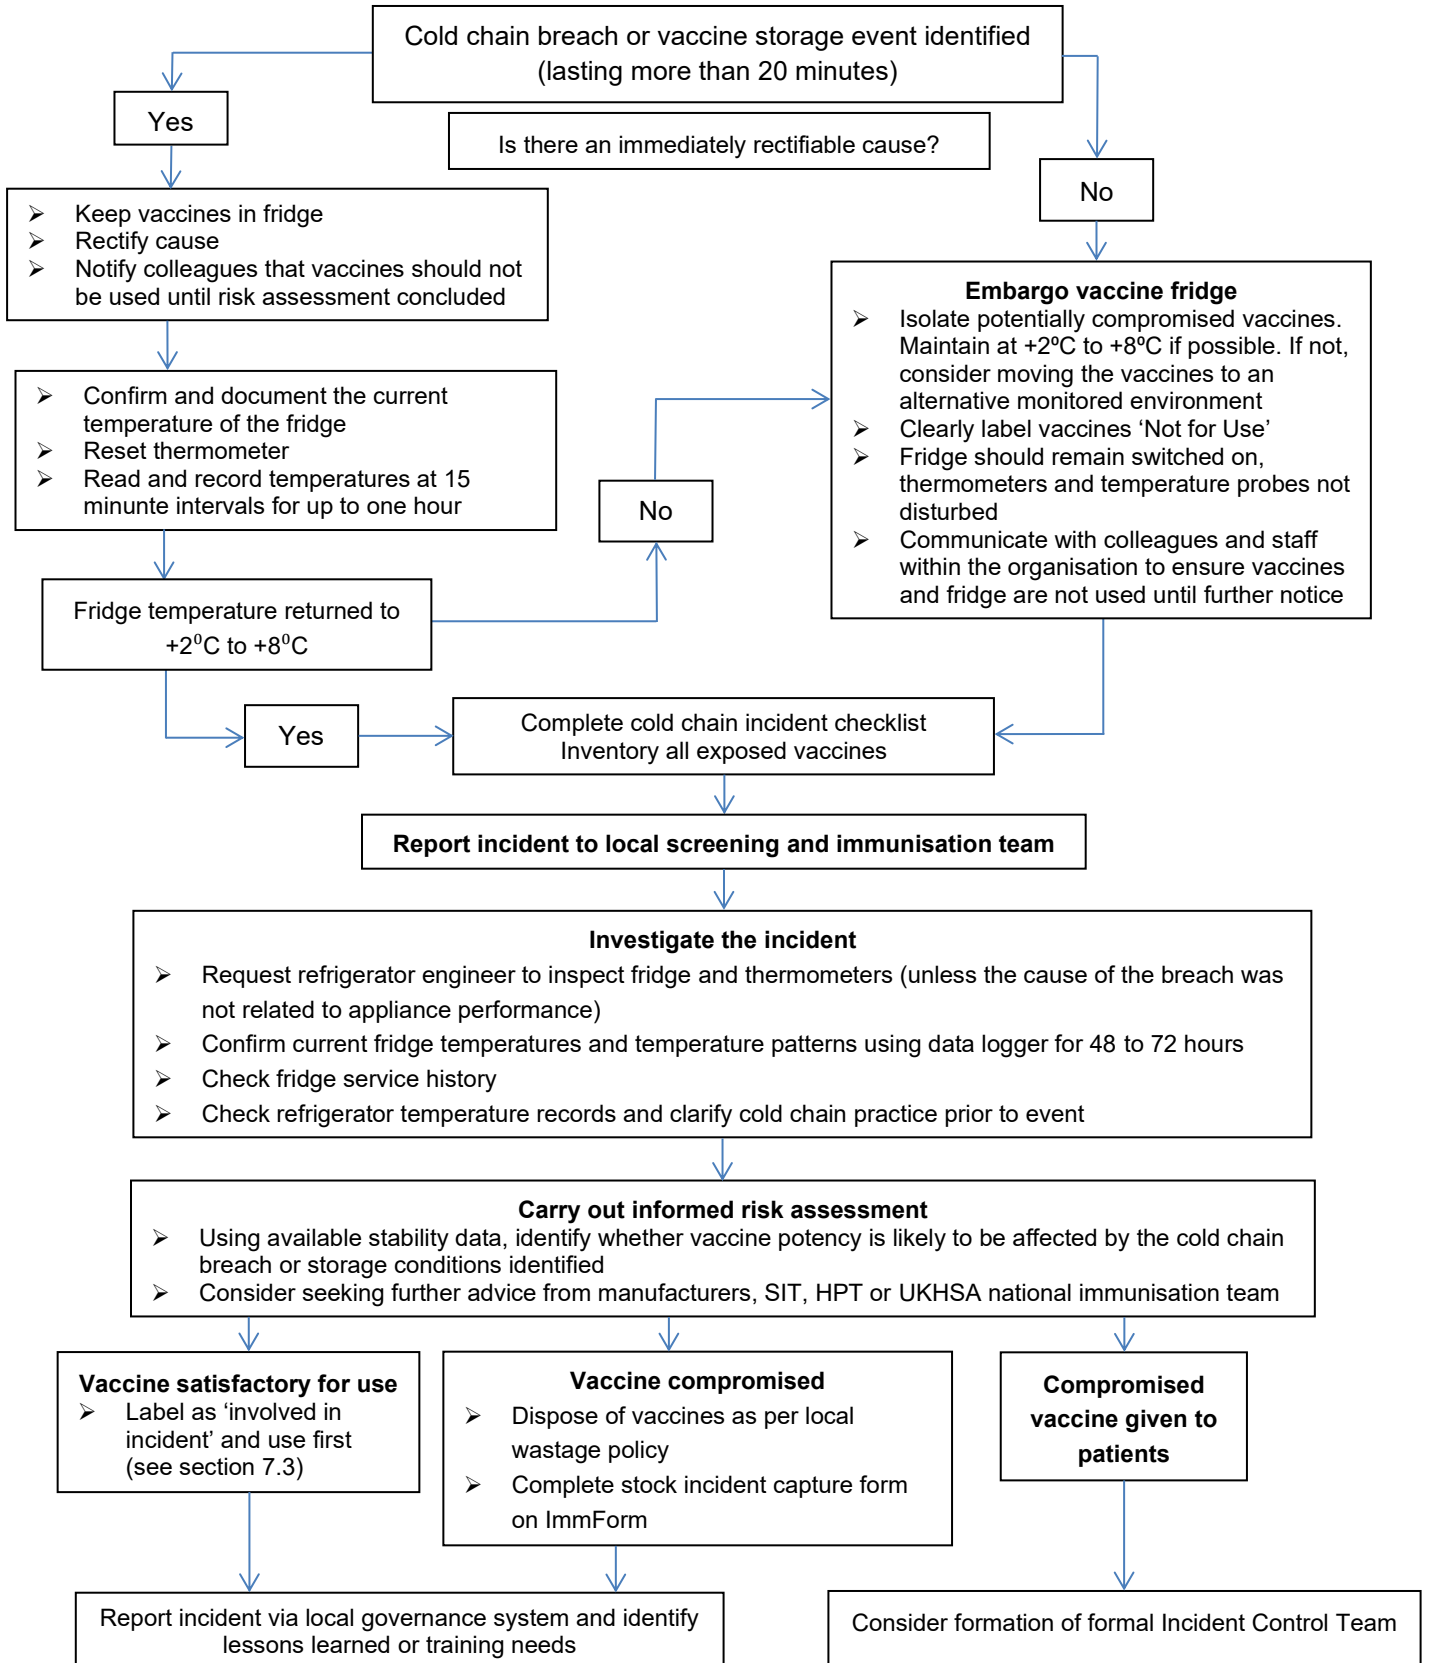 Cold chain breach or vaccine storage event identified
(lasting more than 20 minutes)
Yes
Is there an immediately rectifiable cause?
No
➢ Keep vaccines in fridge
➢ Rectify cause
➢ Notify colleagues that vaccines should not
be used until risk assessment concluded
Embargo vaccine fridge
➢ Isolate potentially compromised vaccines.
Maintain at +2ºC to +8ºC if possible. If not,
consider moving the vaccines to an
alternative monitored environment
➢ Clearly label vaccines ‘Not for Use’
➢ Fridge should remain switched on,
thermometers and temperature probes not
disturbed
➢ Communicate with colleagues and staff
within the organisation to ensure vaccines
and fridge are not used until further notice
➢ Confirm and document the current
temperature of the fridge
➢ Reset thermometer
➢ Read and record temperatures at 15
minunte intervals for up to one hour
No
Fridge temperature returned to
+2⁰C to +8⁰C
Yes
Complete cold chain incident checklist
Inventory all exposed vaccines
Report incident to local screening and immunisation team
Investigate the incident
➢ Request refrigerator engineer to inspect fridge and thermometers (unless the cause of the breach was
not related to appliance performance)
➢ Confirm current fridge temperatures and temperature patterns using data logger for 48 to 72 hours
➢ Check fridge service history
➢ Check refrigerator temperature records and clarify cold chain practice prior to event
Carry out informed risk assessment
➢ Using available stability data, identify whether vaccine potency is likely to be affected by the cold chain
breach or storage conditions identified
➢ Consider seeking further advice from manufacturers, SIT, HPT or UKHSA national immunisation team
Vaccine satisfactory for use
➢ Label as ‘involved in
incident’ and use first
(see section 7.3)
Vaccine compromised
➢ Dispose of vaccines as per local
wastage policy
➢ Complete stock incident capture form
on ImmForm
Compromised
vaccine given to
patients
Report incident via local governance system and identify
lessons learned or training needs
Consider formation of formal Incident Control Team